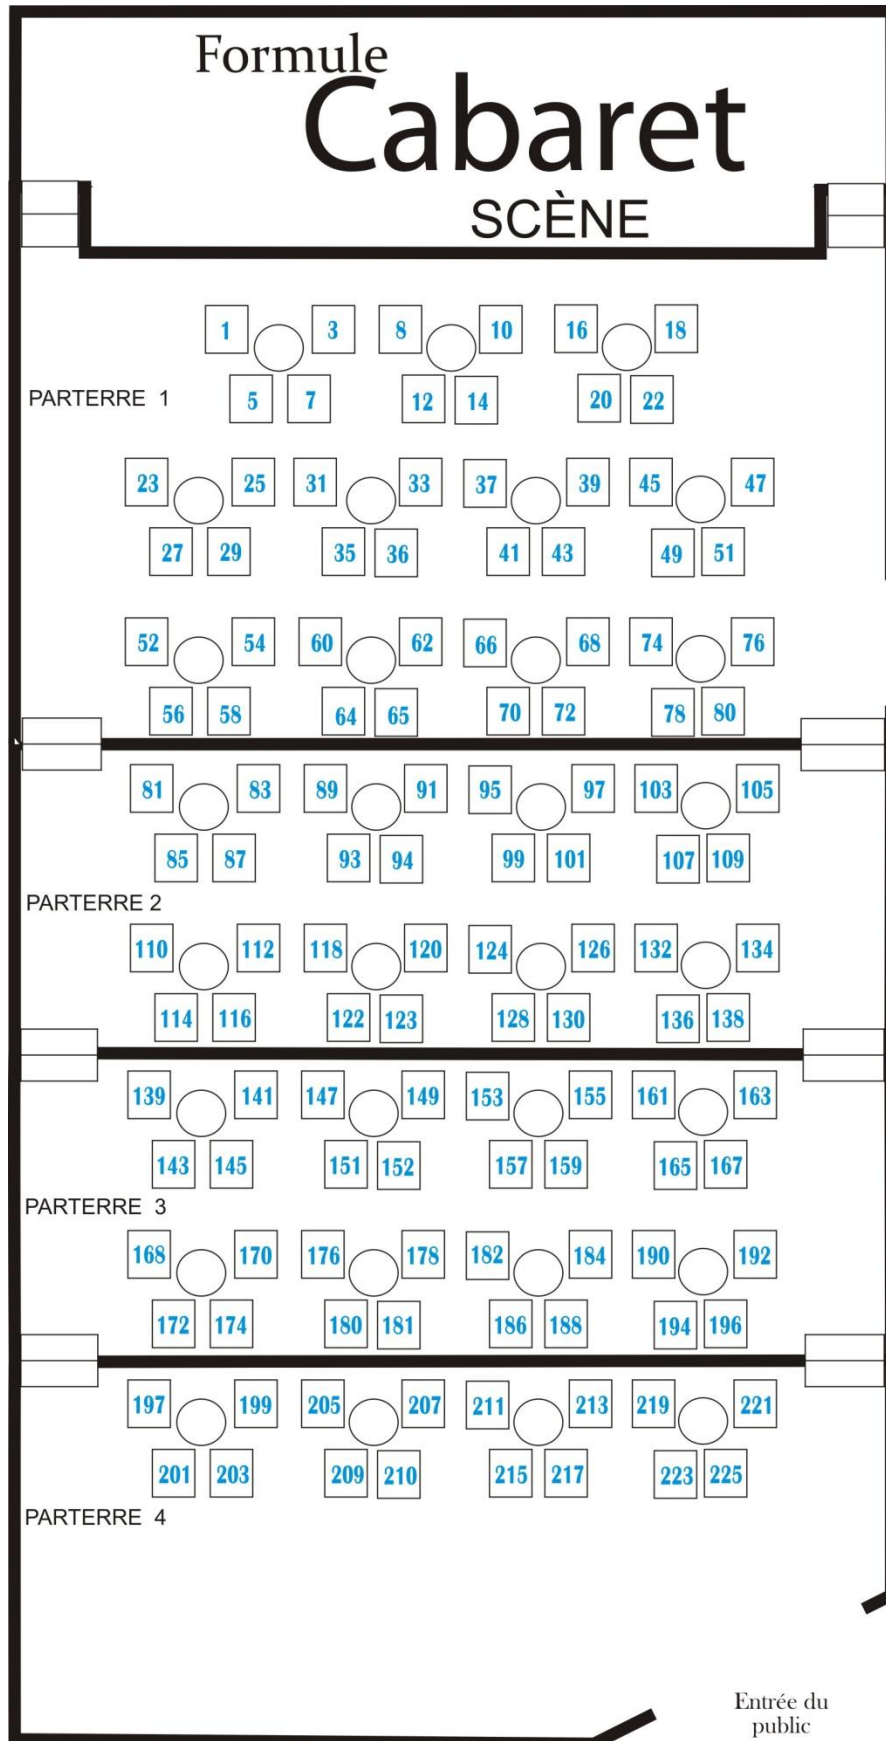 Formule
Cabaret
SCÈNE
1 3 8 10 16 18
5 7 12 14 20 22
PARTERRE 1
23 25 31 33 37 39 45 47
27 29 35 36 41 43 49 51
52 54 60 62 66 68 74 76
56 58 64 65 70 72 78 80
81 83 89 91 95 97 103 105
85 87 93 94 99 101 107 109
PARTERRE 2
110 112 118 120 124 126 132 134
114 116 122 123 128 130 136 138
139 141 147 149 153 155 161 163
143 145 151 152 157 159 165 167
PARTERRE 3
168 170 176 178 182 184 190 192
172 174 180 181 186 188 194 196
197 199 205 207 211 213 219 221
201 203 209 210 215 217 223 225
PARTERRE 4
Entrée du
public